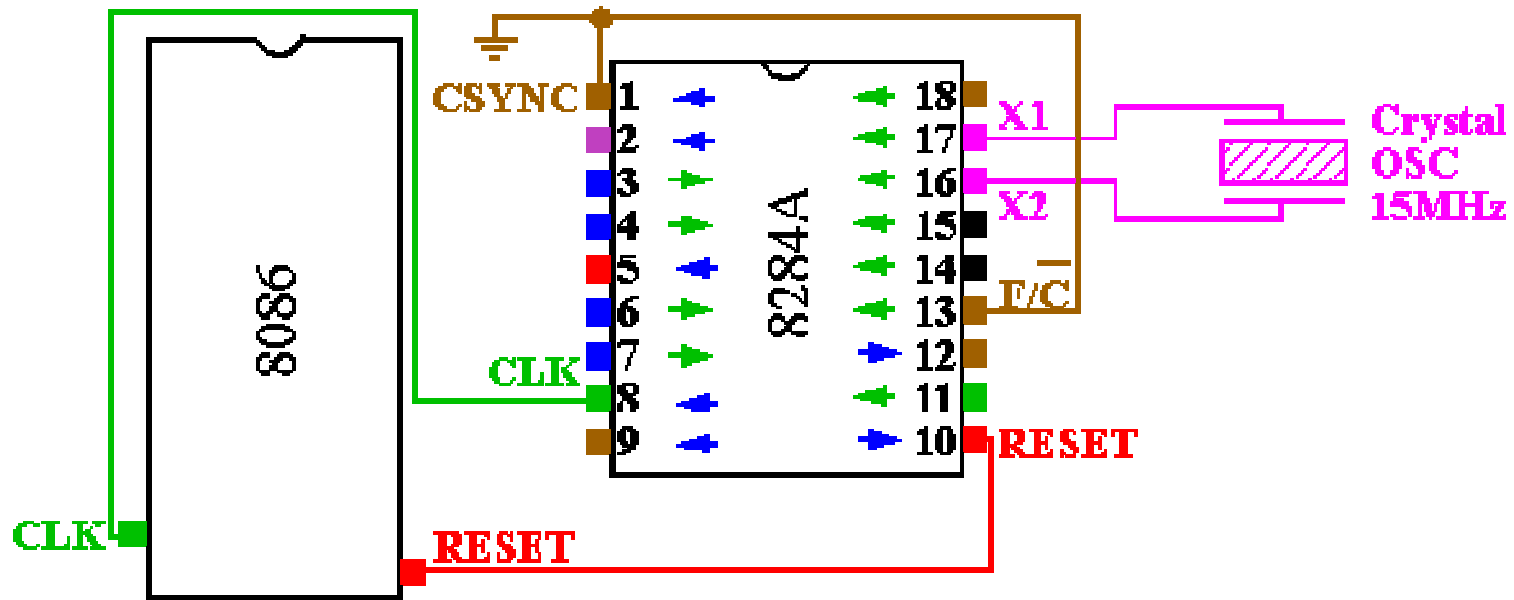 CSYNC
1
2
3
4
5
6
7
8
9
18
17
16
15
14
13
12
11
10
8086
8284A
X1
X2
Crystal
OSC
15MHz
F/C̅
CLK
RESET
CLK
RESET